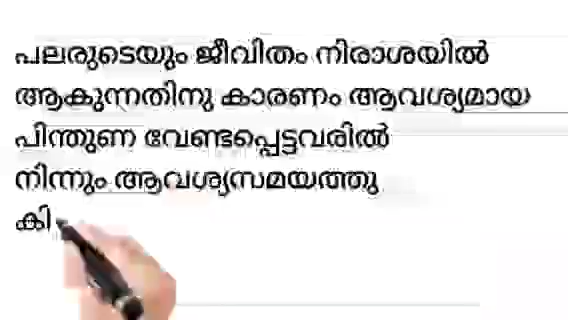 പലരുടെയും ജീവിതം നിരാശയിൽ
ആകുന്നതിനു കാരണം ആവശ്യമായ
പിന്തുണ വേണ്ടപ്പെട്ടവരിൽ
നിന്നും ആവശ്യസമയത്തു
കി